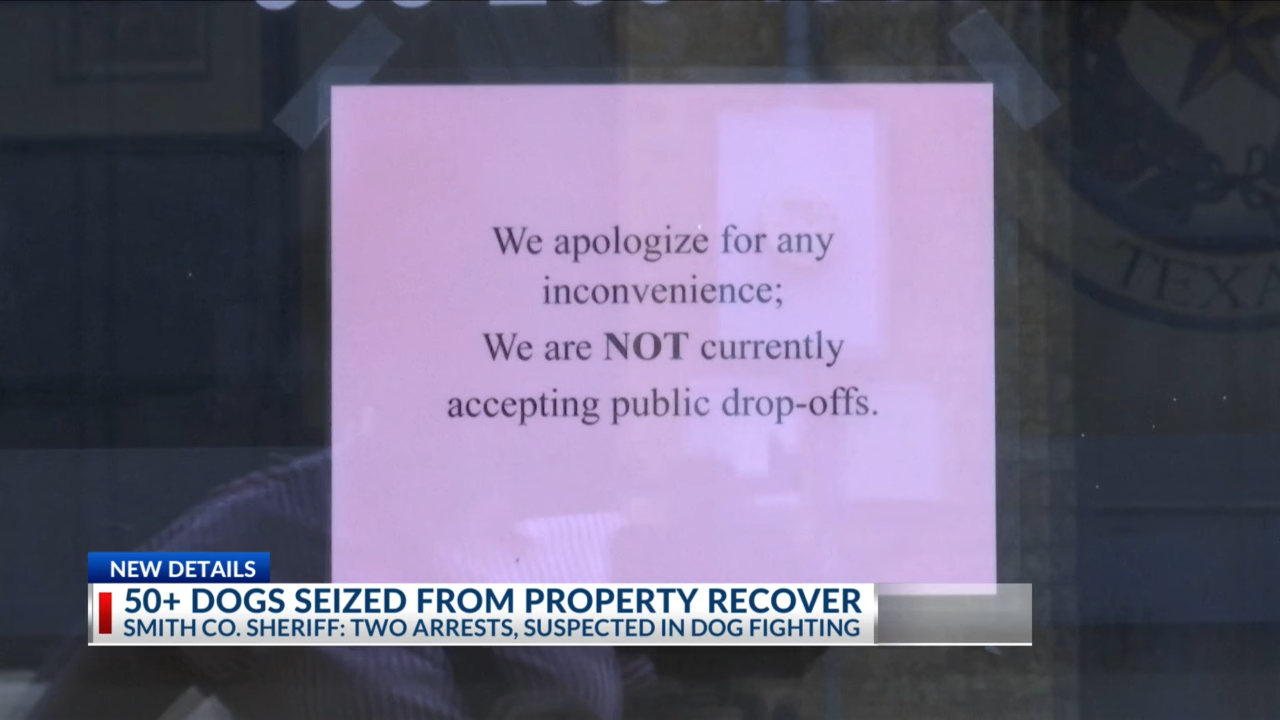 We apologize for any
inconvenience;
We are NOT currently
accepting public drop-offs.
TEXA
NEW DETAILS
50+ DOGS SEIZED FROM PROPERTY RECOVER
SMITH CO. SHERIFF: TWO ARRESTS, SUSPECTED IN DOG FIGHTING